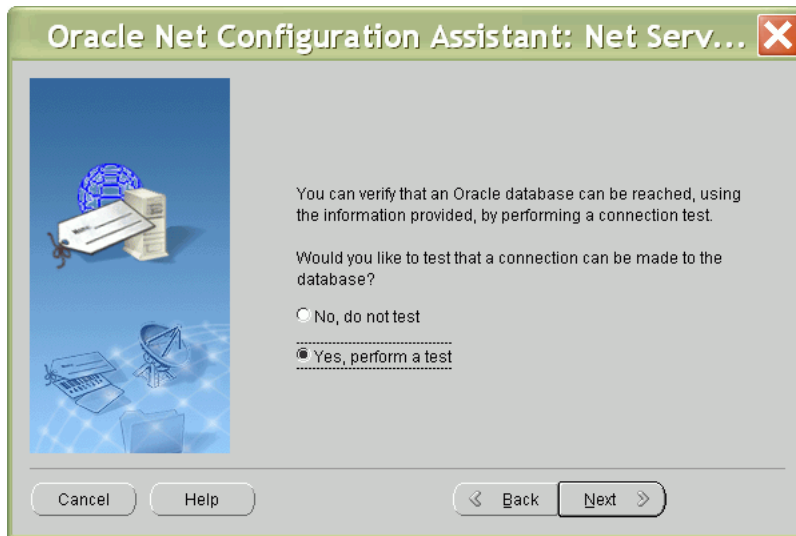 Oracle Net Configuration Assistant: Net Serv...
You can verify that an Oracle database can be reached, using
the information provided, by performing a connection test.
Would you like to test that a connection can be made to the
database?
No, do not test
Yes, perform a test
Cancel
Help
Back
Next